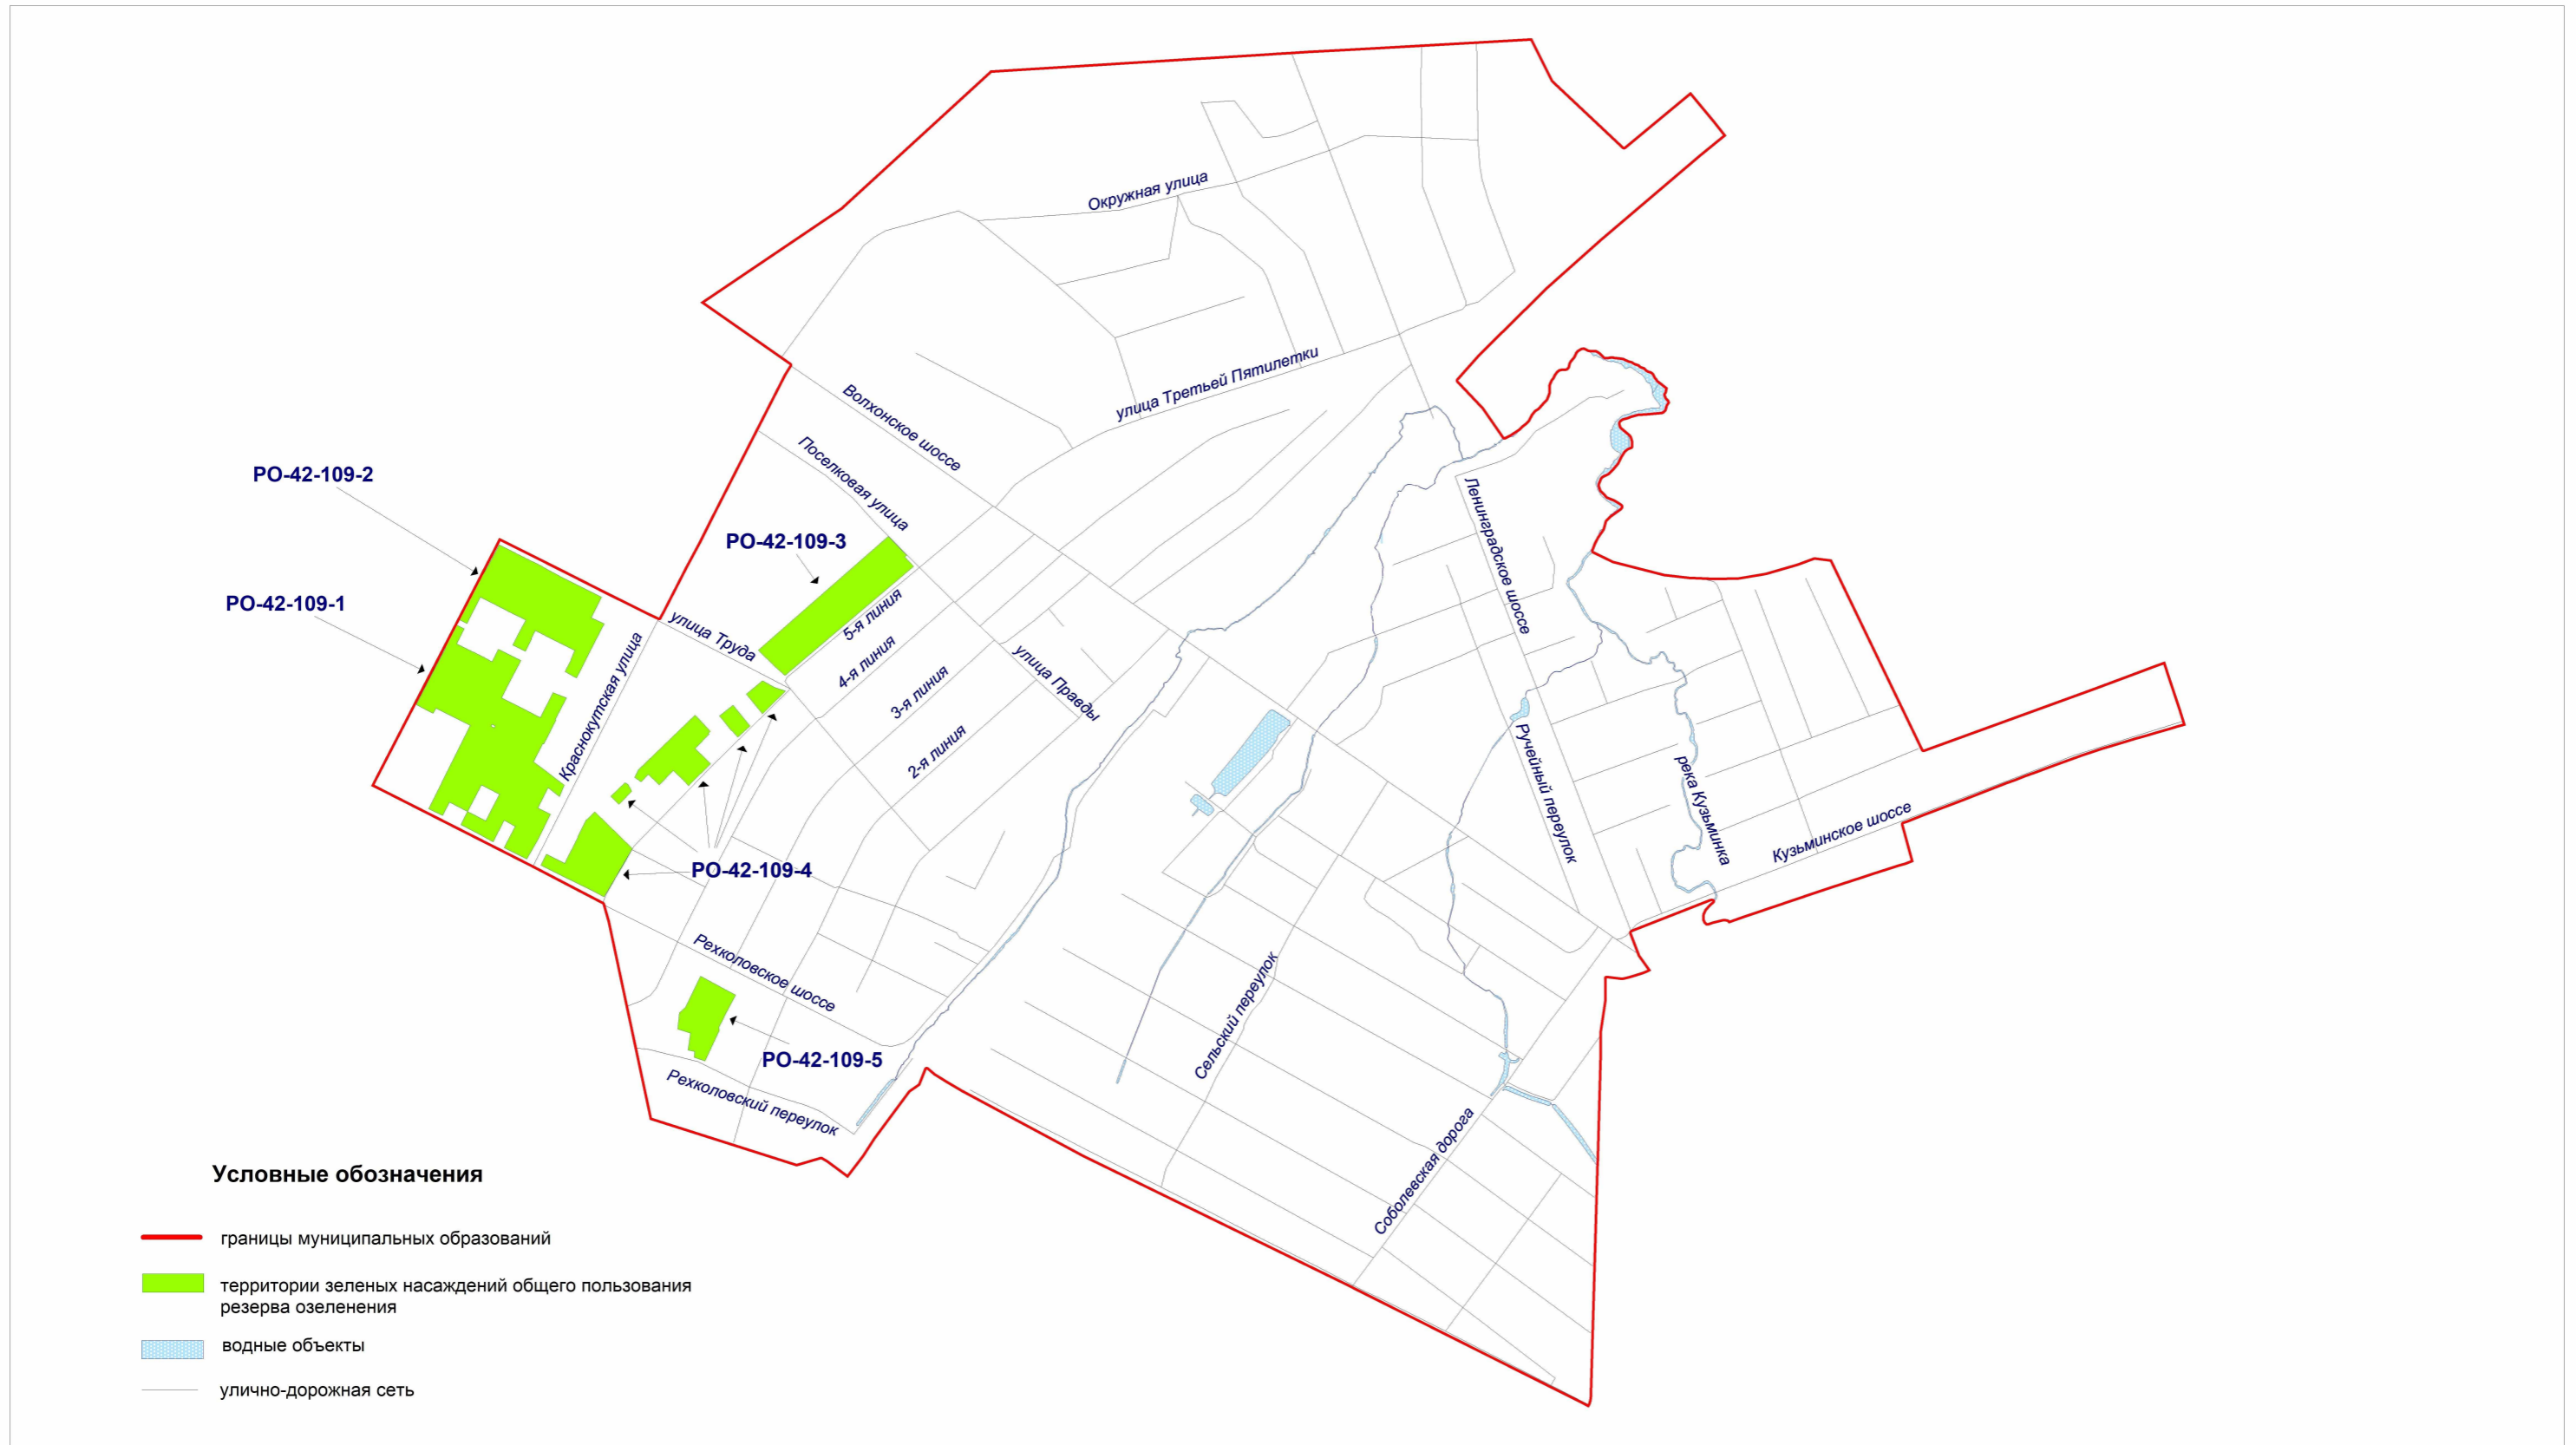 Окружная улица
улица Третьей Пятилетки
Волхонское шоссе
Поселковая улица
РО-42-109-2
РО-42-109-3
РО-42-109-1
Ленинградское шоссе
5-я линия
улица Труда
4-я линия
Краснокутская улица
улица Правды
3-я линия
2-я линия
Ручейный переулок
река Кузьминка
Кузьминское шоссе
РО-42-109-4
Рехколовское шоссе
Сельский переулок
РО-42-109-5
Рехколовский переулок
Соболевская дорога
Условные обозначения
границы муниципальных образований
территории зеленых насаждений общего пользования
резерва озеленения
водные объекты
улично-дорожная сеть